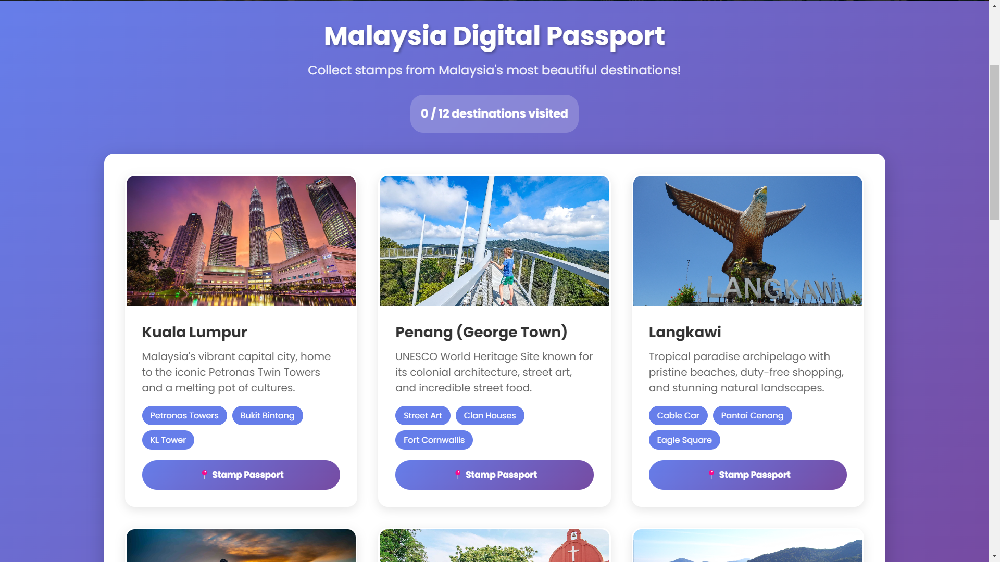 Malaysia Digital Passport
Collect stamps from Malaysia's most beautiful destinations!
0 / 12 destinations visited
LANGKAWI
Kuala Lumpur
Malaysia's vibrant capital city, home
to the iconic Petronas Twin Towers
and a melting pot of cultures.
Petronas Towers
Bukit Bintang
KL Tower
📍 Stamp Passport
Penang (George Town)
UNESCO World Heritage Site known for
its colonial architecture, street art,
and incredible street food.
Street Art
Clan Houses
Fort Cornwallis
📍 Stamp Passport
Langkawi
Tropical paradise archipelago with
pristine beaches, duty-free shopping,
and stunning natural landscapes.
Cable Car
Pantai Cenang
Eagle Square
📍 Stamp Passport